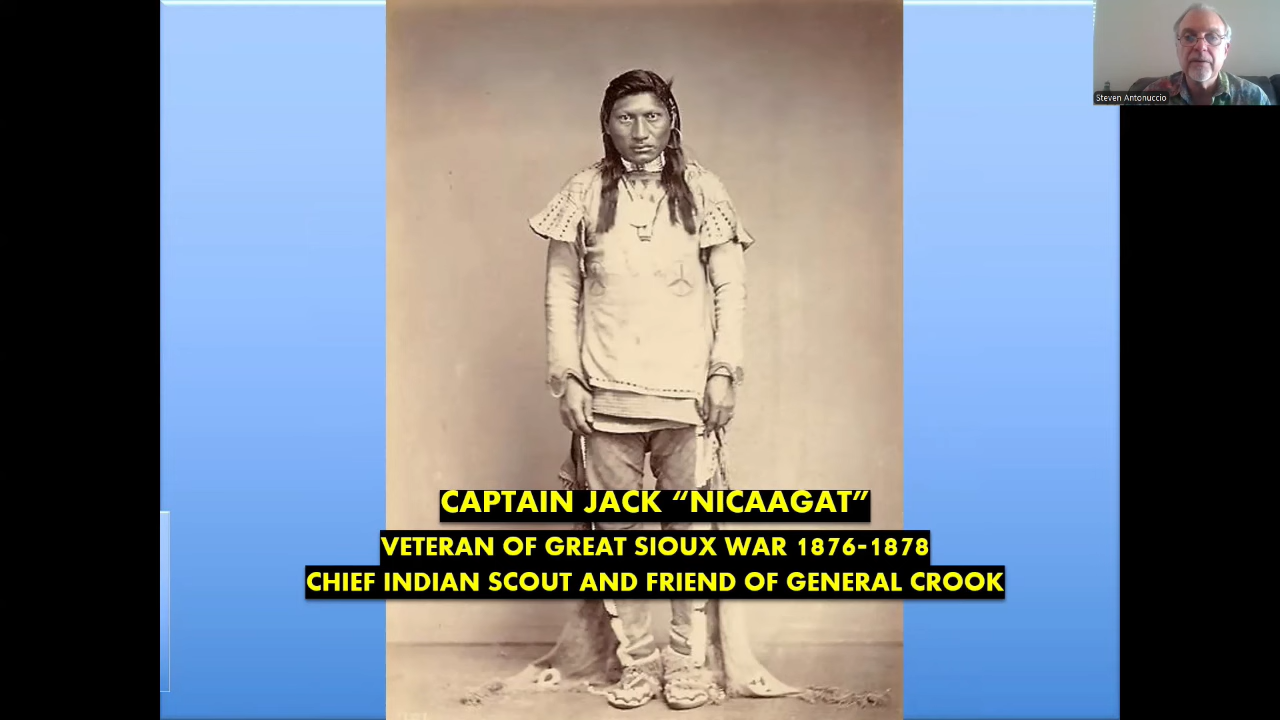 Steven Antonuccio
CAPTAIN JACK “NICAAGAT”
VETERAN OF GREAT SIOUX WAR 1876-1878
CHIEF INDIAN SCOUT AND FRIEND OF GENERAL CROOK